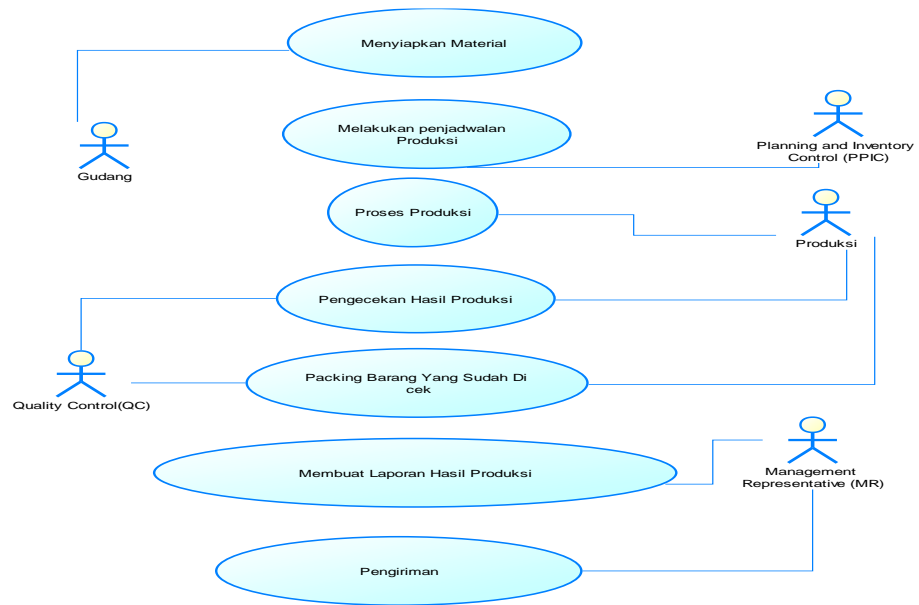 Menyiapkan Material
Melakukan penjadwalan
Produksi
Planning and Inventory
Control (PPIC)
Gudang
Proses Produksi
Produksi
Pengecekan Hasil Produksi
Packing Barang Yang Sudah Di
cek
Quality Control(QC)
Membuat Laporan Hasil Produksi
Management
Representative (MR)
Pengiriman